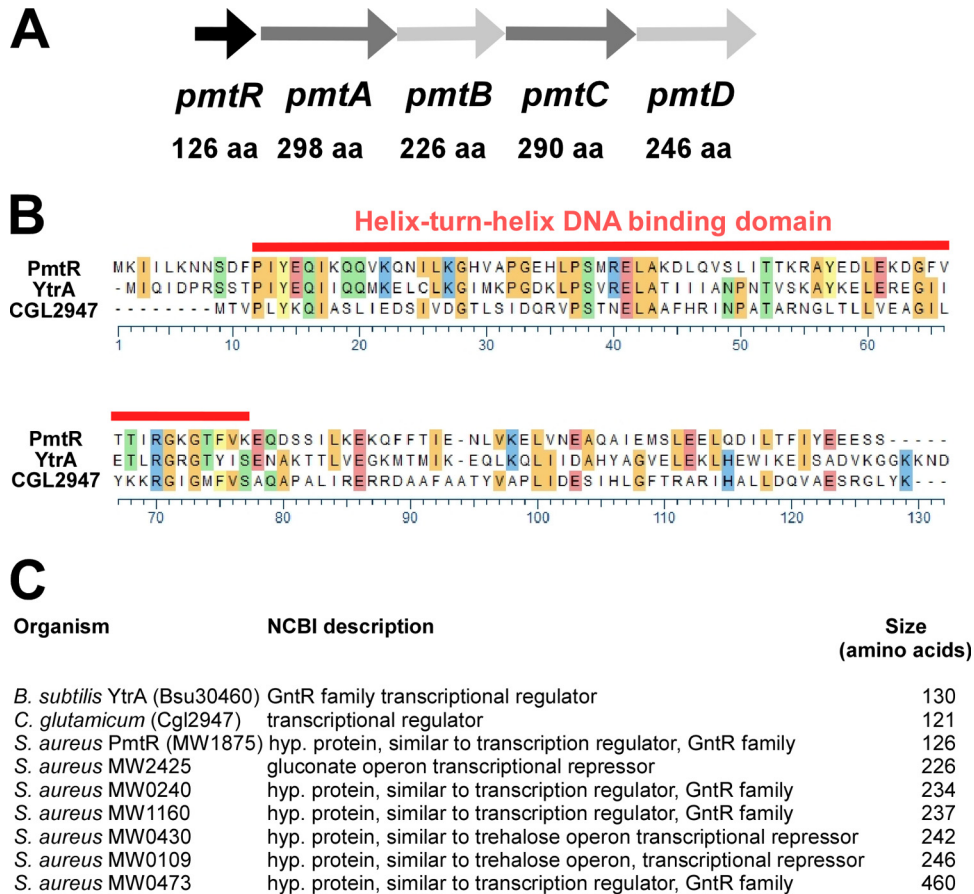 A
pmtR pmtA pmtB pmtC pmtD
126 aa 298 aa 226 aa 290 aa 246 aa
B
Helix-turn-helix DNA binding domain
PmtR MKIILKNNSDFPIYEQIKQQVKQNILKGHVAPGEHLPSMRELAKDLQVSLITTKRAYEDLEKDGFV
YtrA -MIQIDPRSSTPIYEQIIQQMKELCLKGIMKPGDKLPSVRELATIIIANPNTVSKAYKELEREGII
CGL2947 --------MTVPLYKQIASLIEDSIVDGTLSIDQRVPSTNELAAFHRINPATARNGLTLLVEAGIL
1 10 20 30 40 50 60
PmtR TTIRGKGTFVKEQDSSILKEKQFFTIE-NLVKELVNEAQAIEMSLEELQDILTFIYEEESS-----
YtrA ETLRGRGTYISENAKTTLVEGKMTMIK-EQLKQLIIDAHYAGVELEKLHEWIKEISADVKGGKKND
CGL2947 YKKRGIGMFVSAQAPALIRERRDAAFAATYVAPLIDESIHLGFTRARIHALLDQVAESRGLYK---
70 80 90 100 110 120 130
C
Organism NCBI description Size
(amino acids)
B. subtilis YtrA (Bsu30460) GntR family transcriptional regulator 130
C. glutamicum (Cgl2947) transcriptional regulator 121
S. aureus PmtR (MW1875) hyp. protein, similar to transcription regulator, GntR family 126
S. aureus MW2425 gluconate operon transcriptional repressor 226
S. aureus MW0240 hyp. protein, similar to transcription regulator, GntR family 234
S. aureus MW1160 hyp. protein, similar to transcription regulator, GntR family 237
S. aureus MW0430 hyp. protein, similar to trehalose operon transcriptional repressor 242
S. aureus MW0109 hyp. protein, similar to trehalose operon, transcriptional repressor 246
S. aureus MW0473 hyp. protein, similar to transcription regulator, GntR family 460